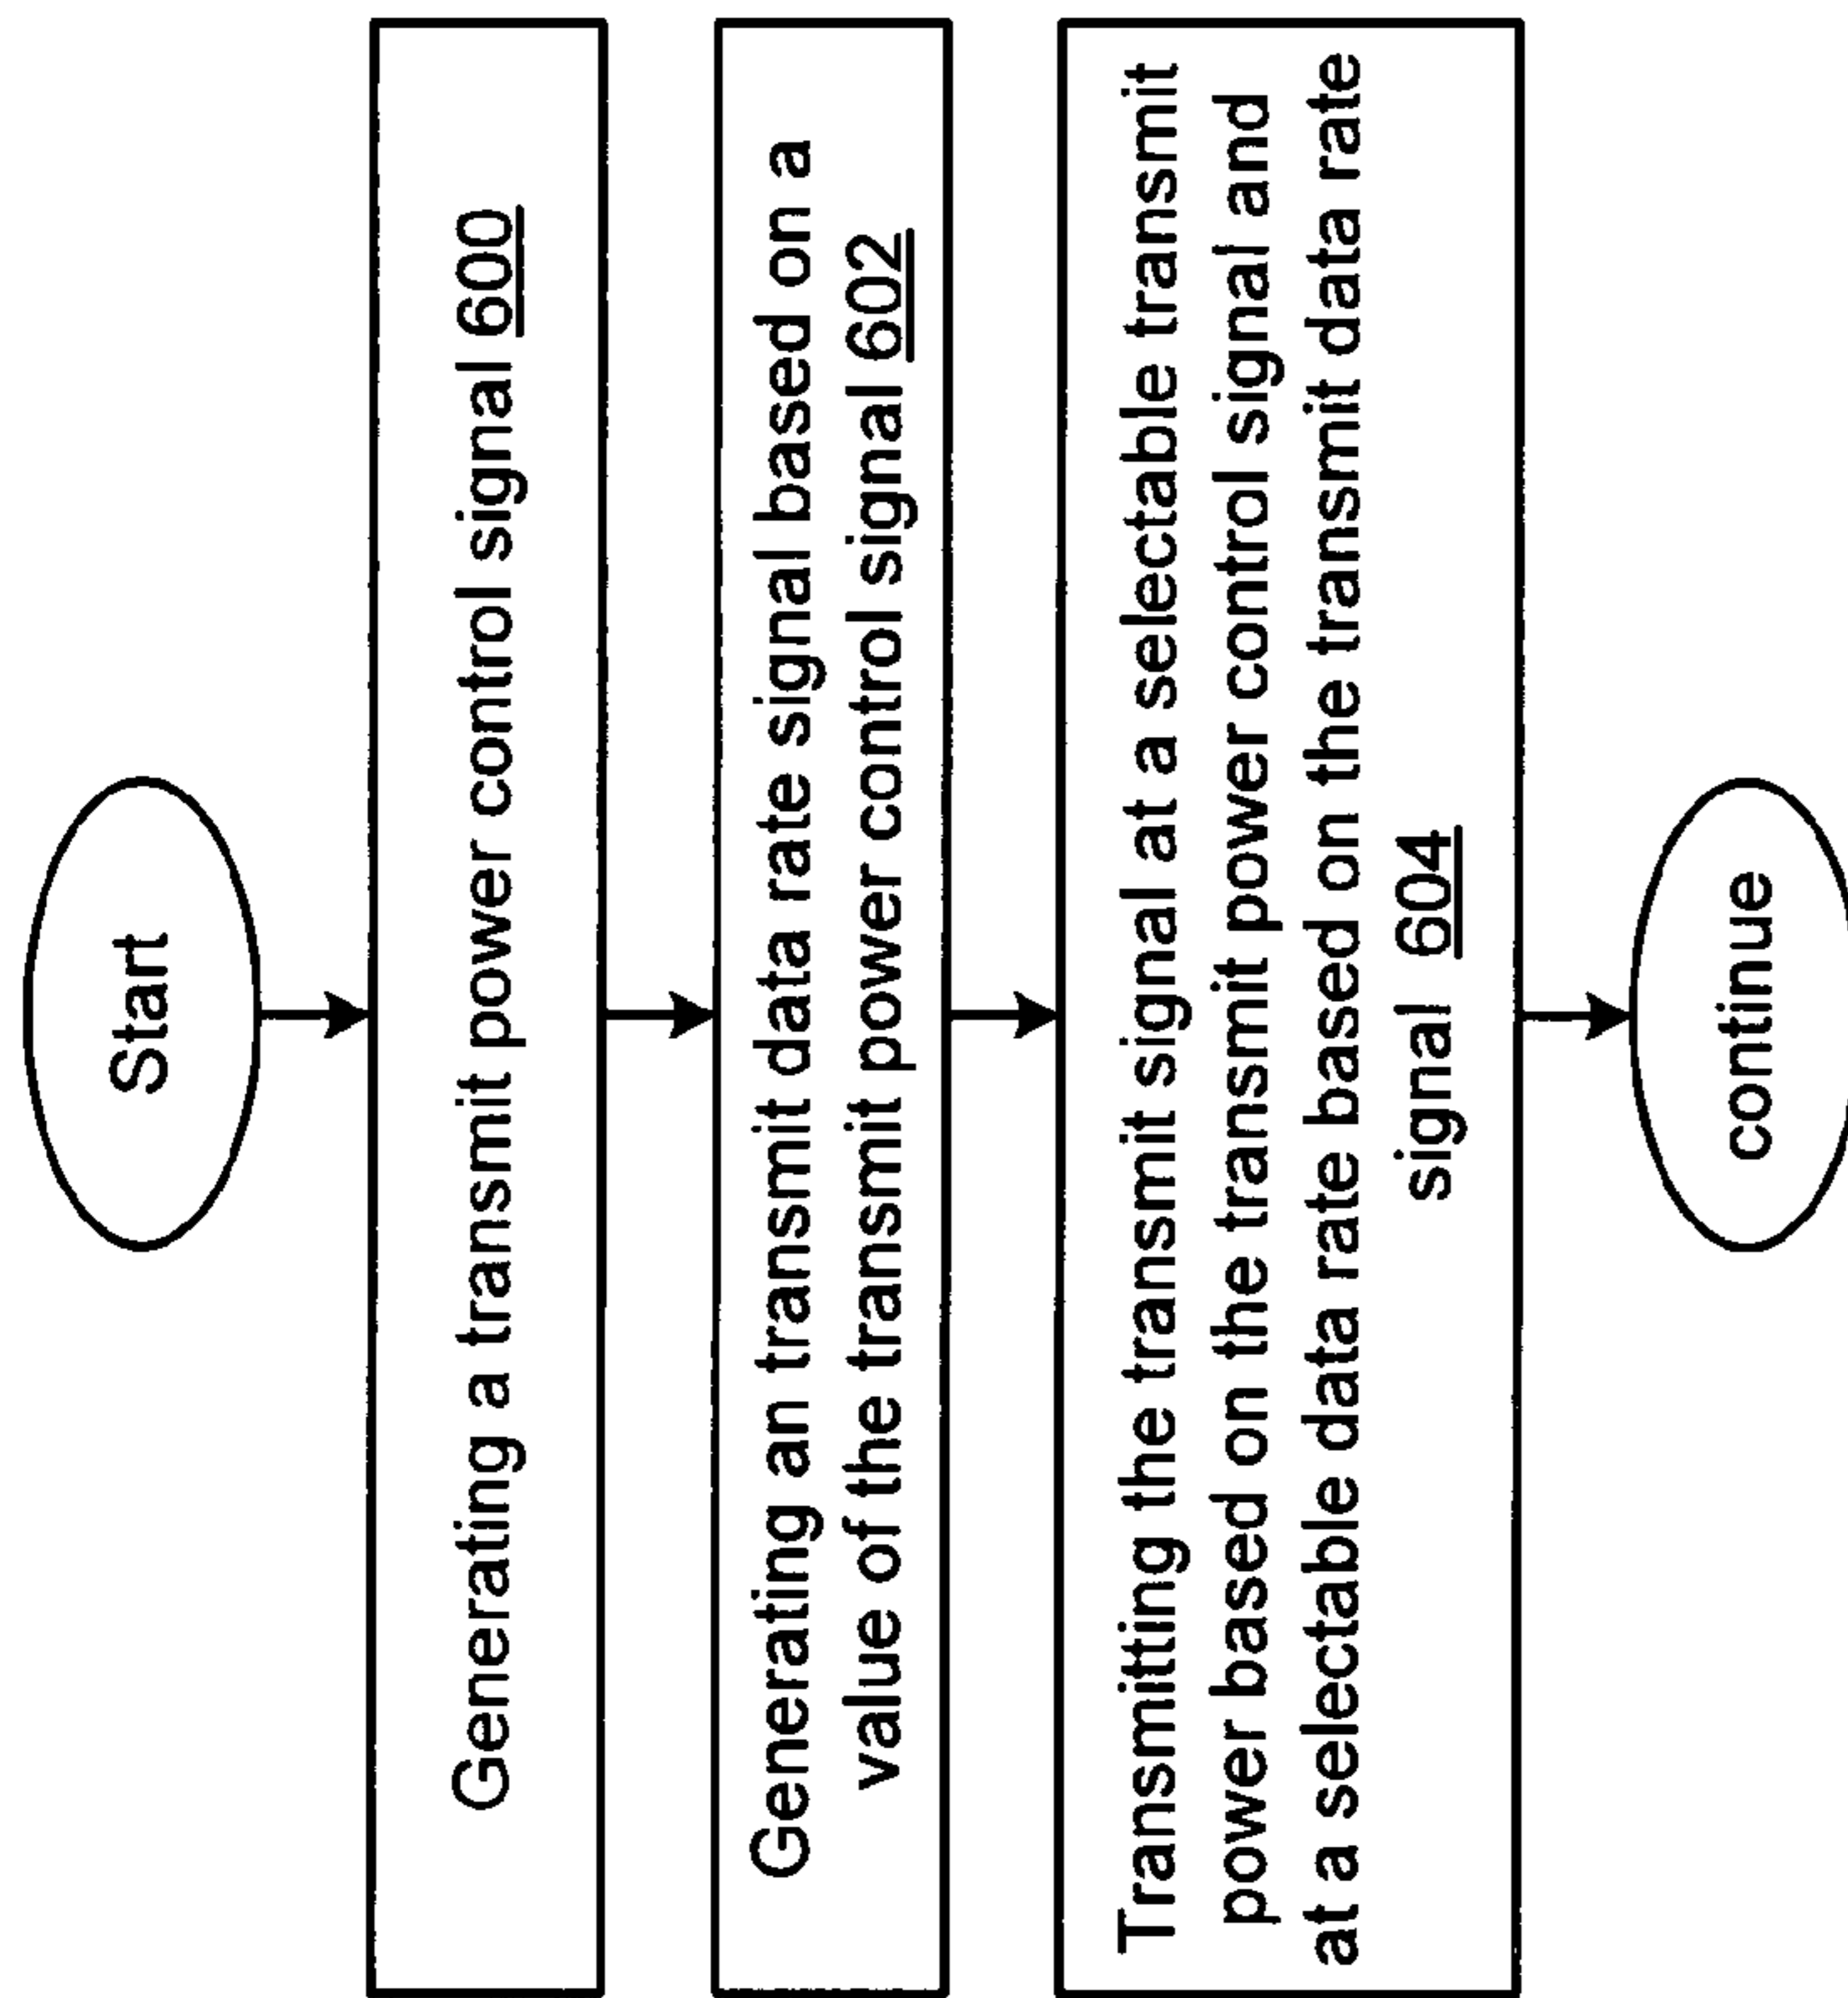 Start
Generating a transmit power control signal 600
Generating an transmit data rate signal based on a
value of the transmit power control signal 602
Transmitting the transmit signal at a selectable transmit
power based on the transmit power control signal and
at a selectable data rate based on the transmit data rate
signal 604
continue